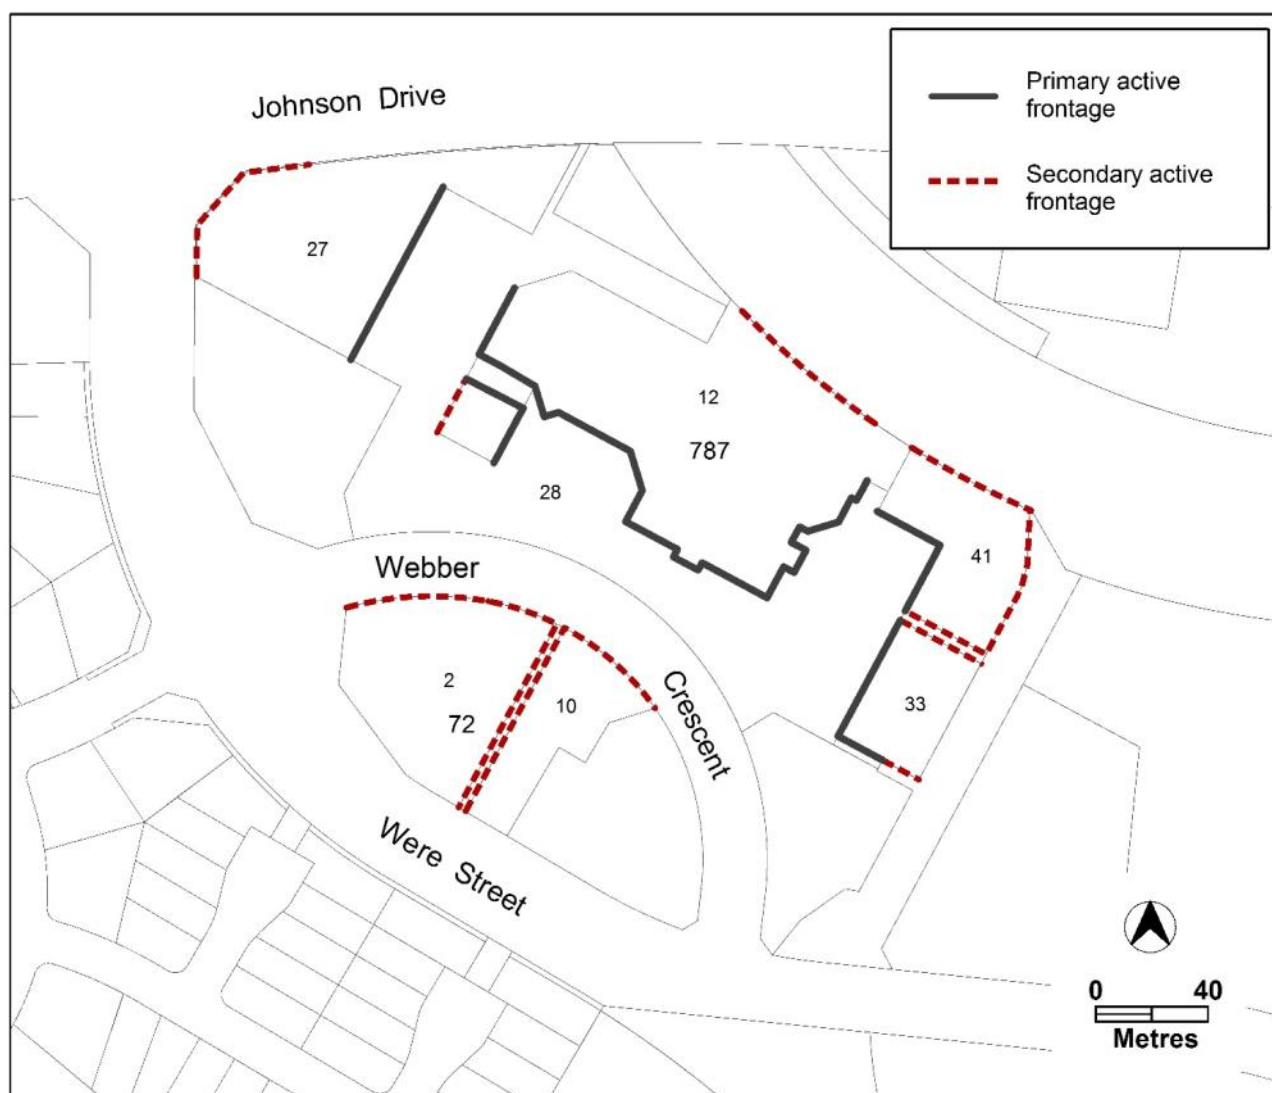 Primary active
frontage
Secondary active
frontage
Johnson Drive
27
12
787
28
41
Webber
Crescent
2
72
10
33
Were Street
0 40
Metres